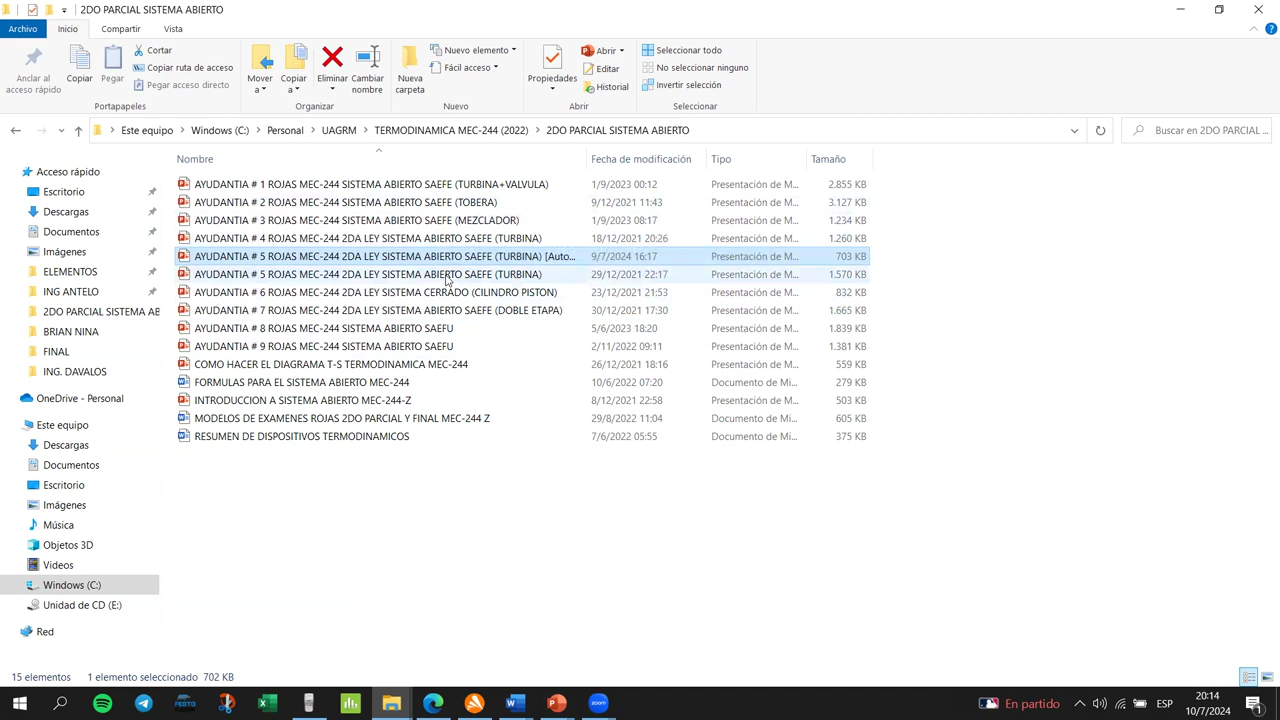 2DO PARCIAL SISTEMA ABIERTO
Archivo Inicio Compartir Vista
Anclar al acceso rápido
Copiar
Pegar
Cortar
Copiar ruta de acceso
Pegar acceso directo
Portapapeles
Mover a
Copiar a
Eliminar
Cambiar nombre
Organizar
Nueva carpeta
Nuevo elemento
Fácil acceso
Nuevo
Propiedades
Abrir
Editar
Historial
Abrir
Seleccionar todo
No seleccionar ninguno
Invertir selección
Seleccionar
Este equipo Windows (C:) Personal UAGRM TERMODINAMICA MEC-244 (2022) 2DO PARCIAL SISTEMA ABIERTO
Buscar en 2DO PARCIAL ...
Acceso rápido
Escritorio
Descargas
Documentos
Imágenes
ELEMENTOS
ING ANTELO
2DO PARCIAL SISTEMA AB
BRIAN NINA
FINAL
ING. DAVALOS
OneDrive - Personal
Este equipo
Descargas
Documentos
Escritorio
Imágenes
Música
Objetos 3D
Videos
Windows (C:)
Unidad de CD (E:)
Red
Nombre Fecha de modificación Tipo Tamaño
AYUDANTIA # 1 ROJAS MEC-244 SISTEMA ABIERTO SAEFE (TURBINA+VALVULA) 1/9/2023 00:12 Presentación de M... 2.855 KB
AYUDANTIA # 2 ROJAS MEC-244 SISTEMA ABIERTO SAEFE (TOBERA) 9/12/2021 11:43 Presentación de M... 3.127 KB
AYUDANTIA # 3 ROJAS MEC-244 SISTEMA ABIERTO SAEFE (MEZCLADOR) 1/9/2023 08:17 Presentación de M... 1.234 KB
AYUDANTIA # 4 ROJAS MEC-244 2DA LEY SISTEMA ABIERTO SAEFE (TURBINA) 18/12/2021 20:26 Presentación de M... 1.260 KB
AYUDANTIA # 5 ROJAS MEC-244 2DA LEY SISTEMA ABIERTO SAEFE (TURBINA) [Auto... 9/7/2024 16:17 Presentación de M... 703 KB
AYUDANTIA # 5 ROJAS MEC-244 2DA LEY SISTEMA ABIERTO SAEFE (TURBINA) 29/12/2021 22:17 Presentación de M... 1.570 KB
AYUDANTIA # 6 ROJAS MEC-244 2DA LEY SISTEMA CERRADO (CILINDRO PISTON) 23/12/2021 21:53 Presentación de M... 832 KB
AYUDANTIA # 7 ROJAS MEC-244 2DA LEY SISTEMA ABIERTO SAEFE (DOBLE ETAPA) 30/12/2021 17:30 Presentación de M... 1.665 KB
AYUDANTIA # 8 ROJAS MEC-244 SISTEMA ABIERTO SAEFU 5/6/2023 18:20 Presentación de M... 1.839 KB
AYUDANTIA # 9 ROJAS MEC-244 SISTEMA ABIERTO SAEFU 2/11/2022 09:11 Presentación de M... 1.381 KB
COMO HACER EL DIAGRAMA T-S TERMODINAMICA MEC-244 26/12/2021 18:16 Presentación de M... 559 KB
FORMULAS PARA EL SISTEMA ABIERTO MEC-244 10/6/2022 07:20 Documento de Mi... 279 KB
INTRODUCCION A SISTEMA ABIERTO MEC-244-Z 8/12/2021 22:58 Presentación de M... 503 KB
MODELOS DE EXAMENES ROJAS 2DO PARCIAL Y FINAL MEC-244 Z 29/8/2022 11:04 Documento de Mi... 605 KB
RESUMEN DE DISPOSITIVOS TERMODINAMICOS 7/6/2022 05:55 Documento de Mi... 375 KB
15 elementos 1 elemento seleccionado 702 KB
FESTO
zoom
En partido
ESP
20:14
10/7/2024